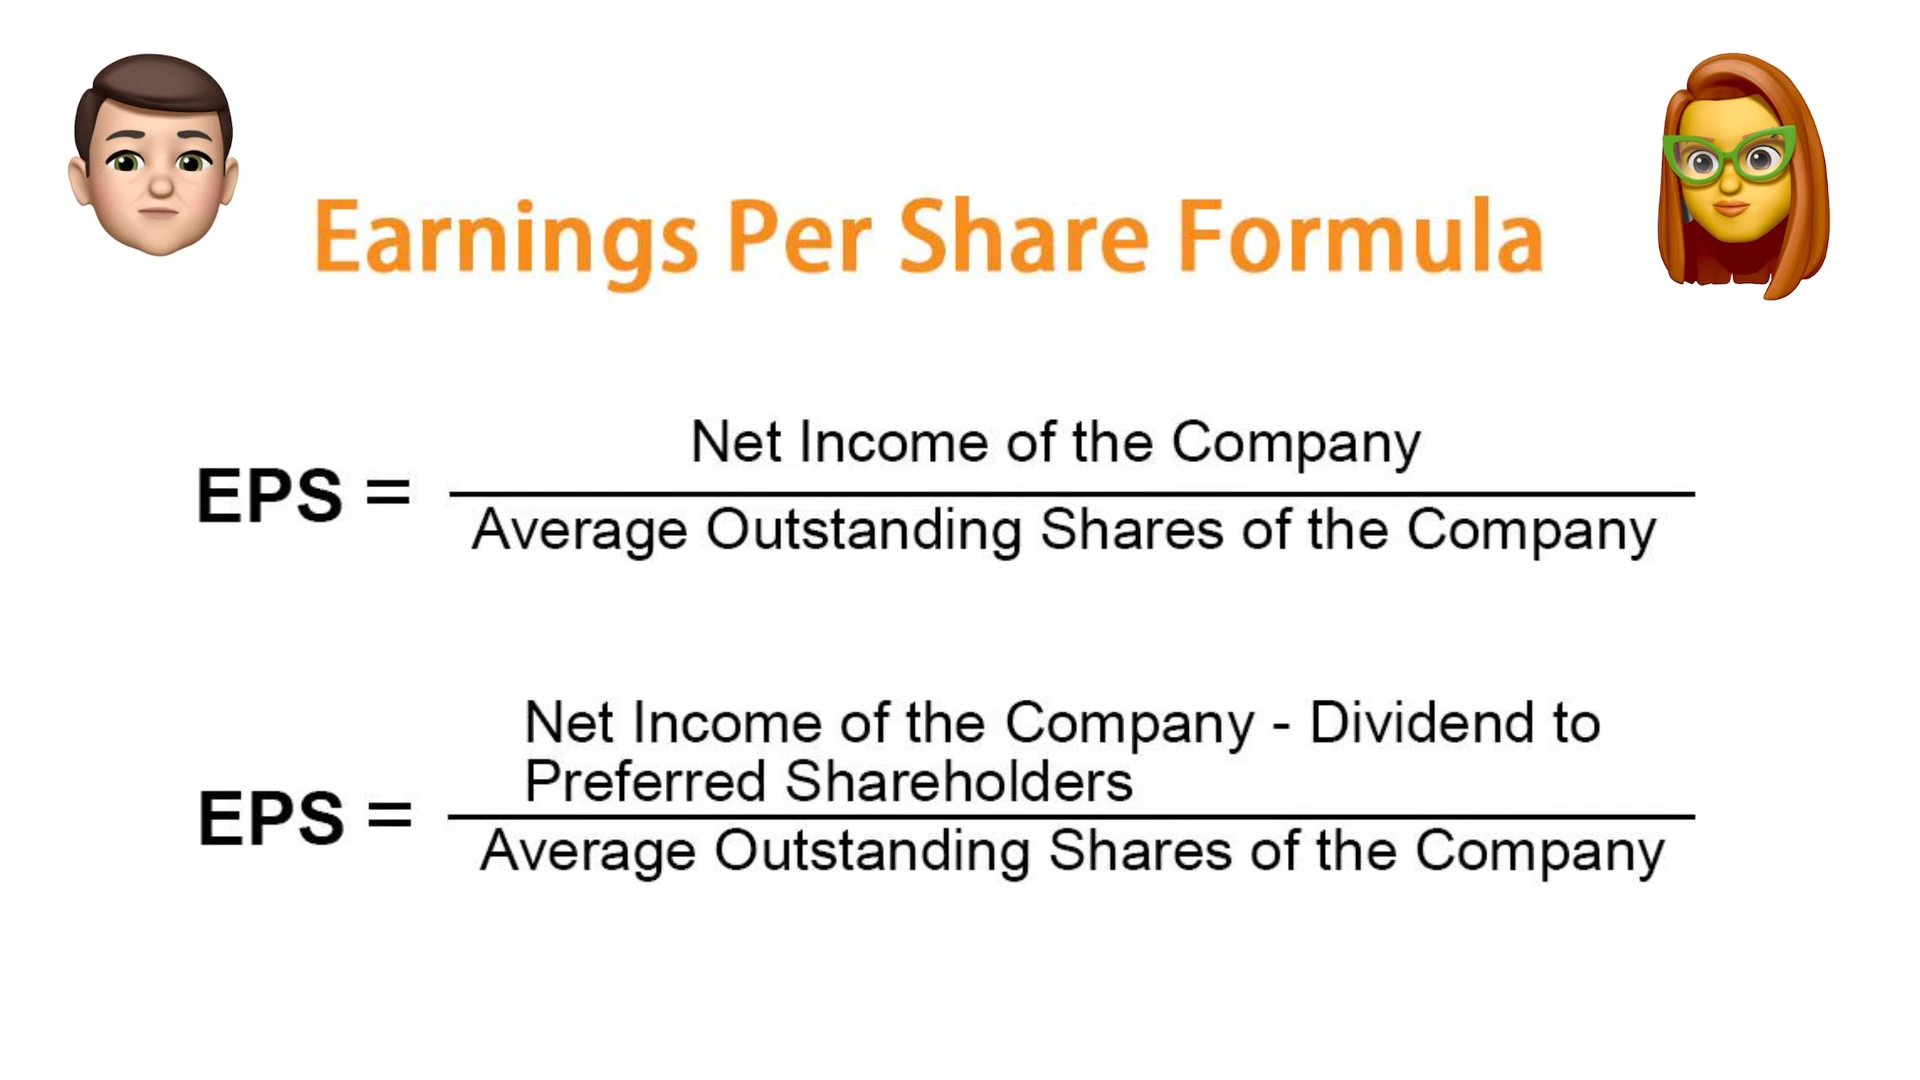 Earnings Per Share Formula
Net Income of the Company
EPS =
Average Outstanding Shares of the Company
Net Income of the Company - Dividend to
Preferred Shareholders
EPS =
Average Outstanding Shares of the Company